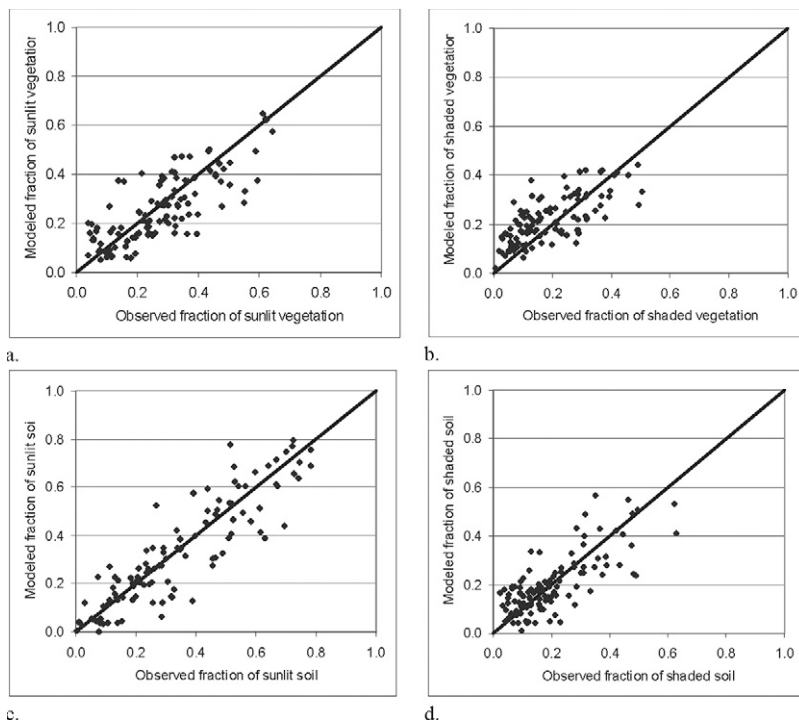 1.0
0.8
0.6
0.4
0.2
0.0
0.0 0.2 0.4 0.6 0.8 1.0
Modeled fraction of sunlit vegetatior
Observed fraction of sunlit vegetation
a.
1.0
0.8
0.6
0.4
0.2
0.0
0.0 0.2 0.4 0.6 0.8 1.0
Modeled fraction of shaded vegetatior
Observed fraction of shaded vegetation
b.
1.0
0.8
0.6
0.4
0.2
0.0
0.0 0.2 0.4 0.6 0.8 1.0
Modeled fraction of sunlit soi
Observed fraction of sunlit soil
c.
1.0
0.8
0.6
0.4
0.2
0.0
0.0 0.2 0.4 0.6 0.8 1.0
Modeled fraction of shaded soil
Observed fraction of shaded soil
d.